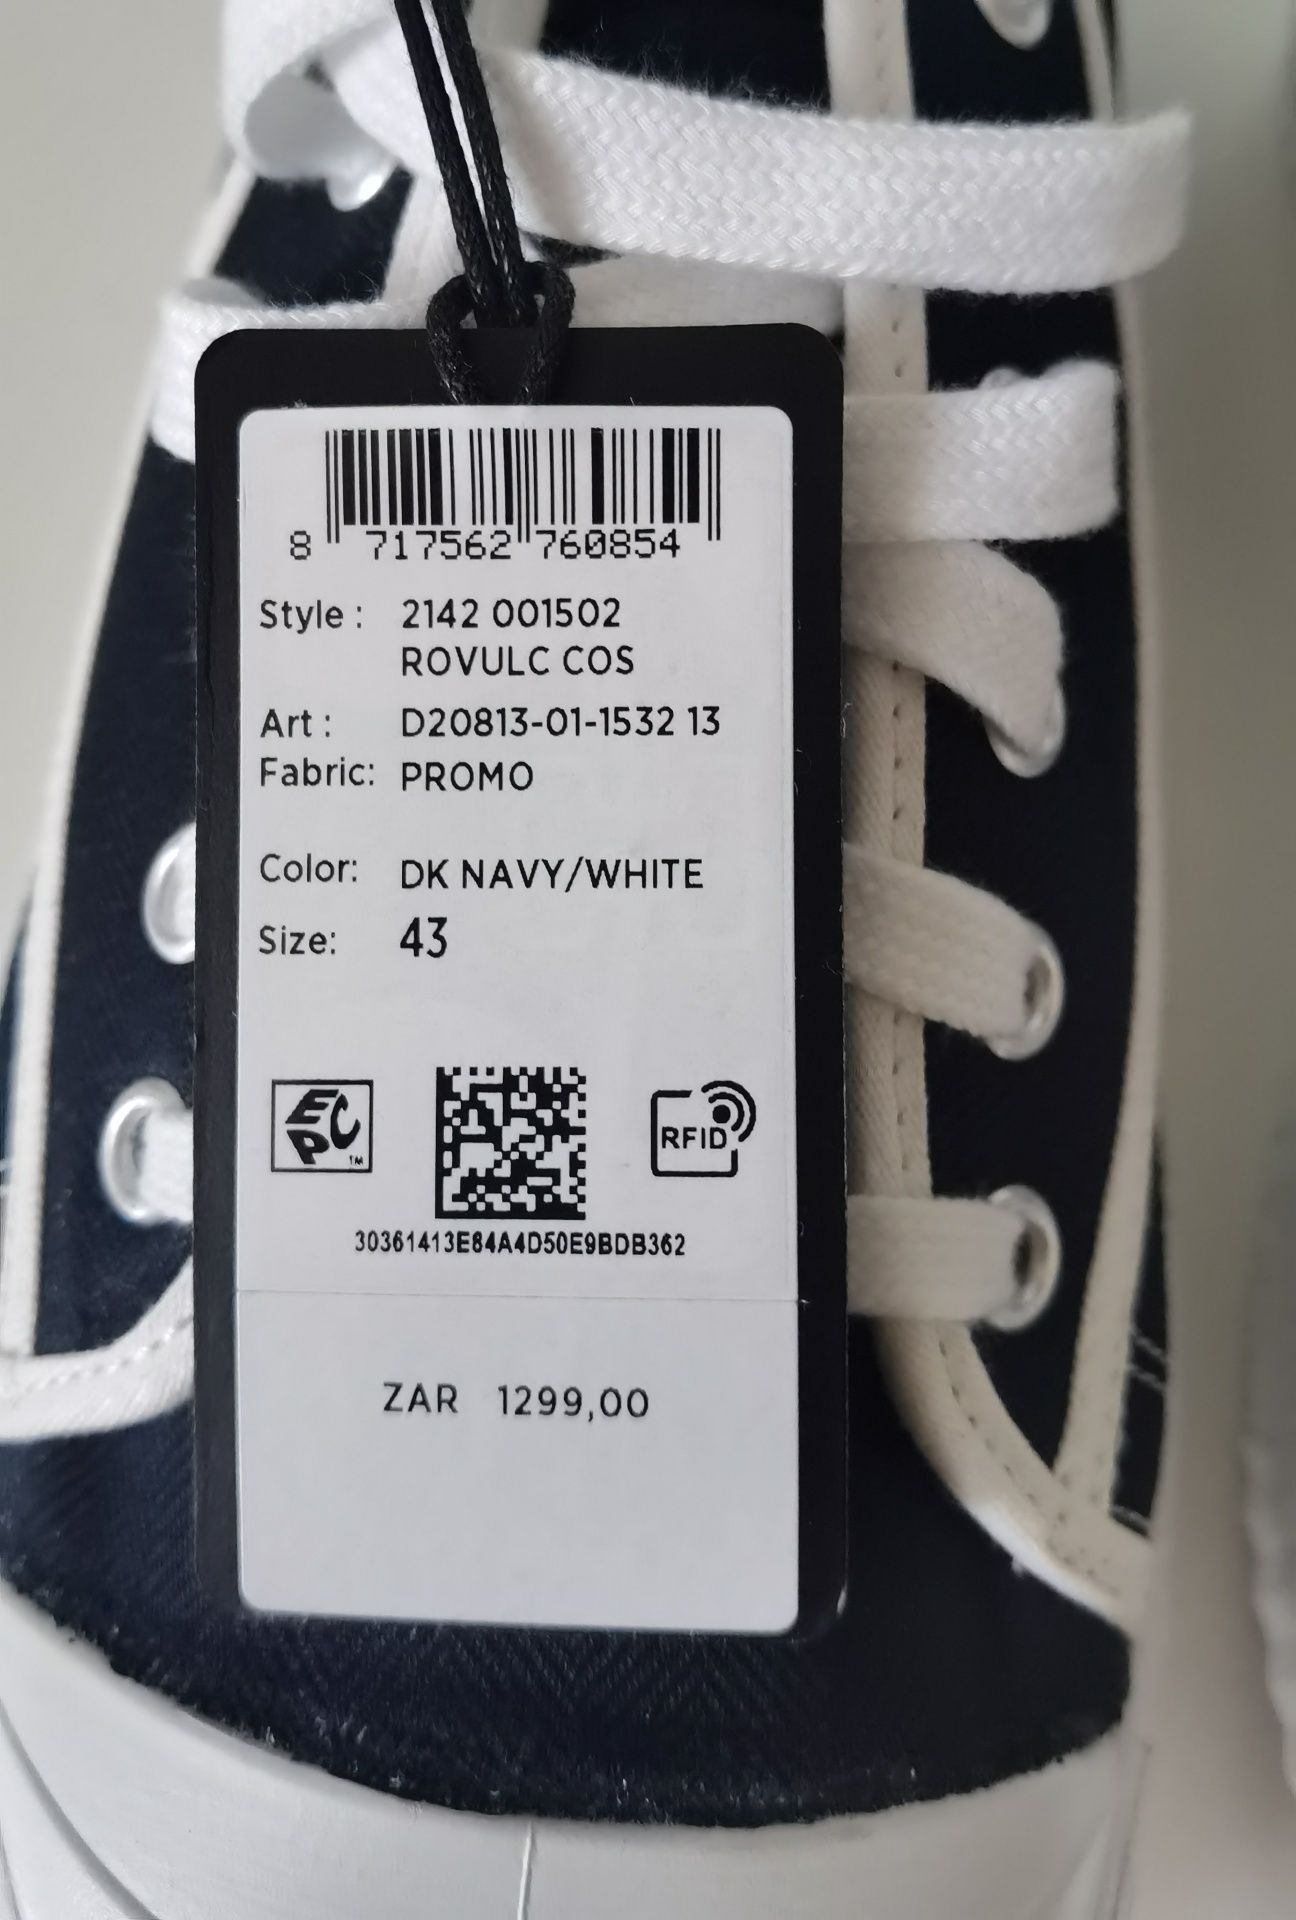 8 717562 760854
Style : 2142 001502
ROVULC COS
Art : D20813-01-1532 13
Fabric: PROMO
Color: DK NAVY/WHITE
Size: 43
EPC™
RFID
30361413E84A4D50E9BDB362
ZAR 1299,00